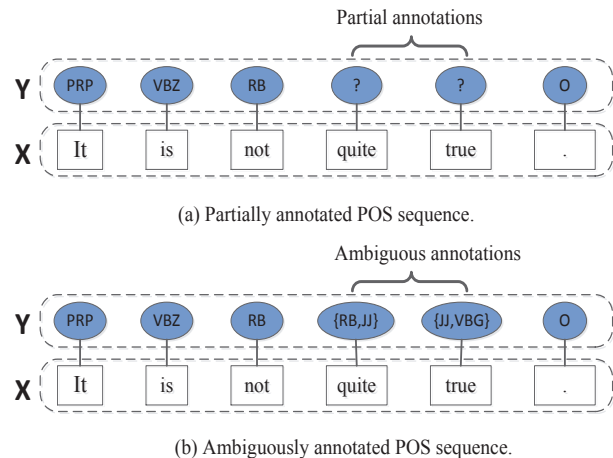 Partial annotations
Y PRP VBZ RB ? ? O
X It is not quite true .
(a) Partially annotated POS sequence.
Ambiguous annotations
Y PRP VBZ RB {RB,JJ} {JJ,VBG} O
X It is not quite true .
(b) Ambiguously annotated POS sequence.